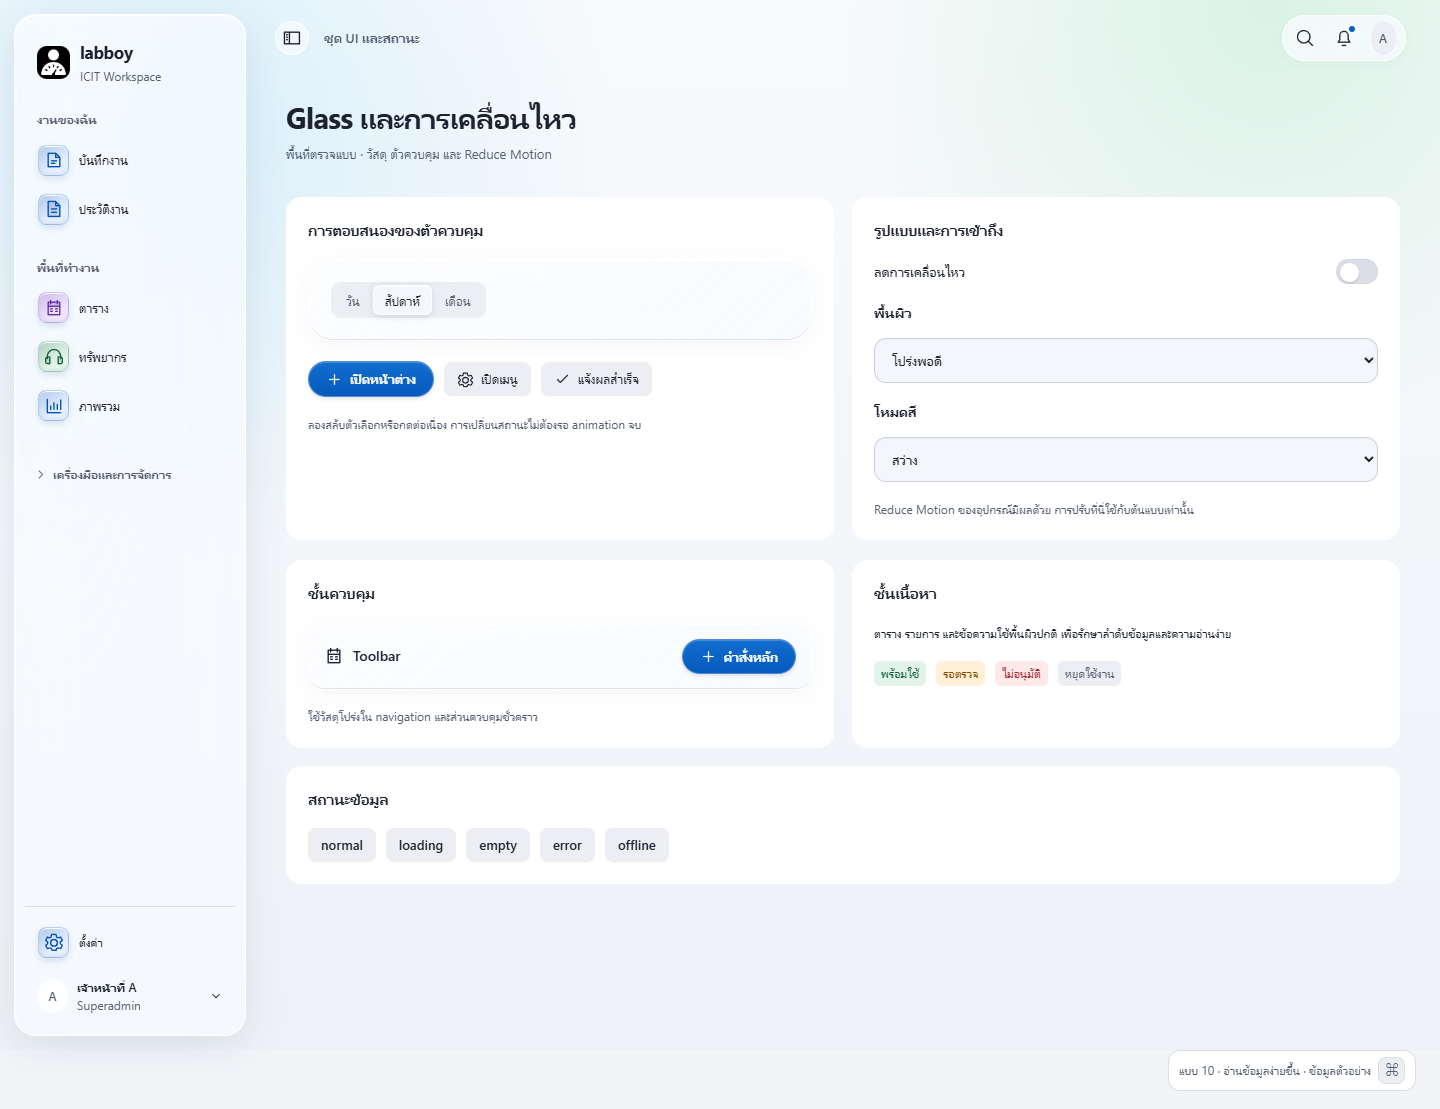 labboy
ICIT Workspace
งานของฉัน
บันทึกงาน
ประวัติงาน
พื้นที่ทำงาน
ตาราง
ทรัพยากร
ภาพรวม
เครื่องมือและการจัดการ
ตั้งค่า
A
เจ้าหน้าที่ A
Superadmin
ชุด UI และสถานะ
A
Glass และการเคลื่อนไหว
พื้นที่ตรวจแบบ · วัสดุ ตัวควบคุม และ Reduce Motion
การตอบสนองของตัวควบคุม
วัน สัปดาห์ เดือน
เปิดหน้าต่าง เปิดเมนู แจ้งผลสำเร็จ
ลองสลับตัวเลือกหรือกดต่อเนื่อง การเปลี่ยนสถานะไม่ต้องรอ animation จบ
รูปแบบและการเข้าถึง
ลดการเคลื่อนไหว
พื้นผิว
โปร่งพอดี
โหมดสี
สว่าง
Reduce Motion ของอุปกรณ์มีผลด้วย การปรับที่นี่ใช้กับต้นแบบเท่านั้น
ชั้นควบคุม
Toolbar คำสั่งหลัก
ใช้วัสดุโปร่งใน navigation และส่วนควบคุมชั่วคราว
ชั้นเนื้อหา
ตาราง รายการ และข้อความใช้พื้นผิวปกติ เพื่อรักษาลำดับข้อมูลและความอ่านง่าย
พร้อมใช้ รอตรวจ ไม่อนุมัติ หยุดใช้งาน
สถานะข้อมูล
normal loading empty error offline
แบบ 10 · อ่านข้อมูลง่ายขึ้น · ข้อมูลตัวอย่าง ⌘